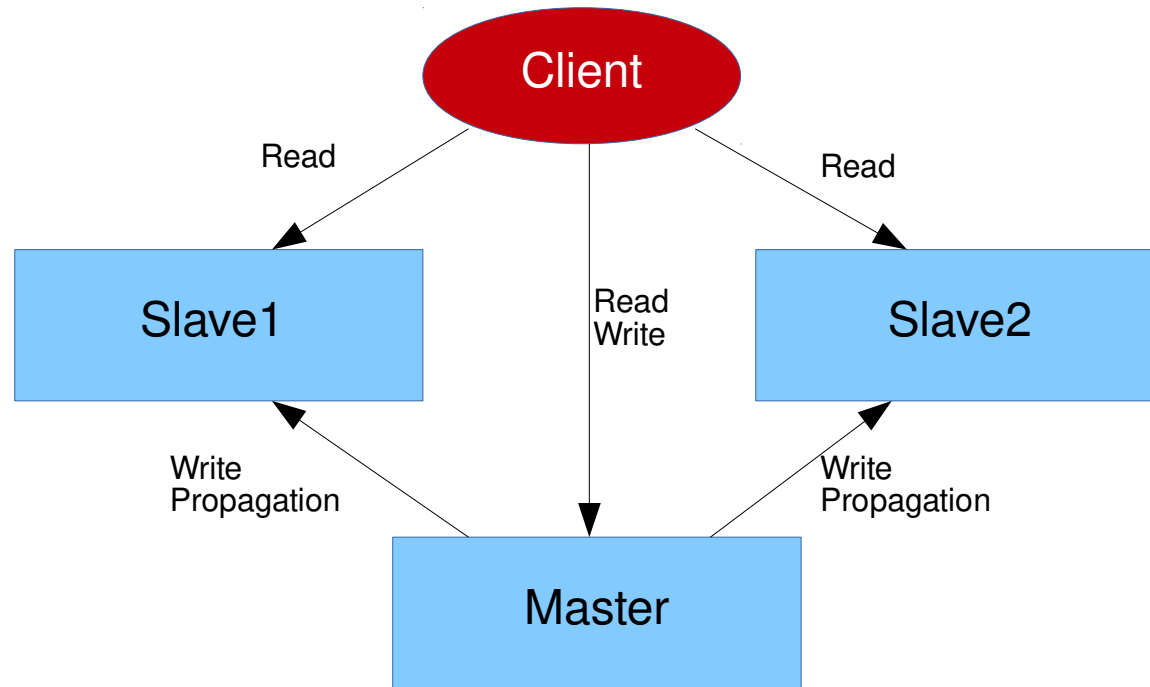 Client
Read
Read
Slave1
Read
Write
Slave2
Write
Propagation
Write
Propagation
Master